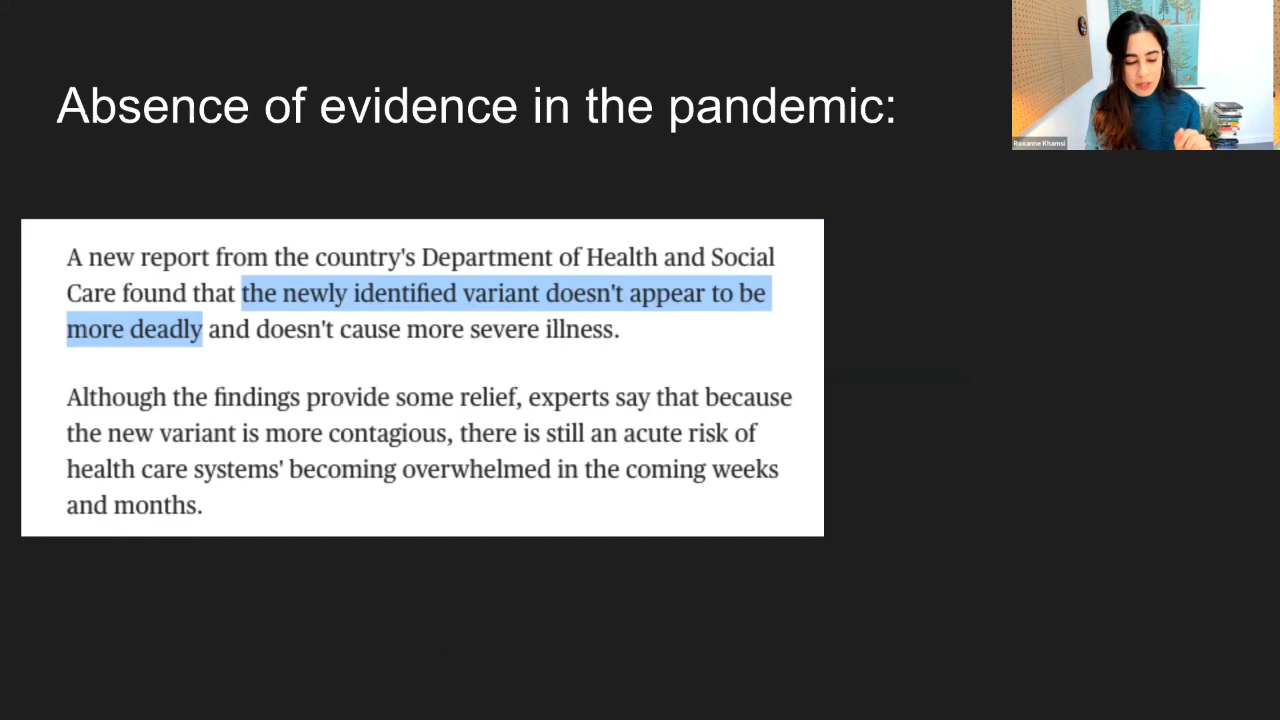 Absence of evidence in the pandemic:
Roxanne Khamsi
A new report from the country's Department of Health and Social
Care found that the newly identified variant doesn't appear to be
more deadly and doesn't cause more severe illness.
Although the findings provide some relief, experts say that because
the new variant is more contagious, there is still an acute risk of
health care systems' becoming overwhelmed in the coming weeks
and months.